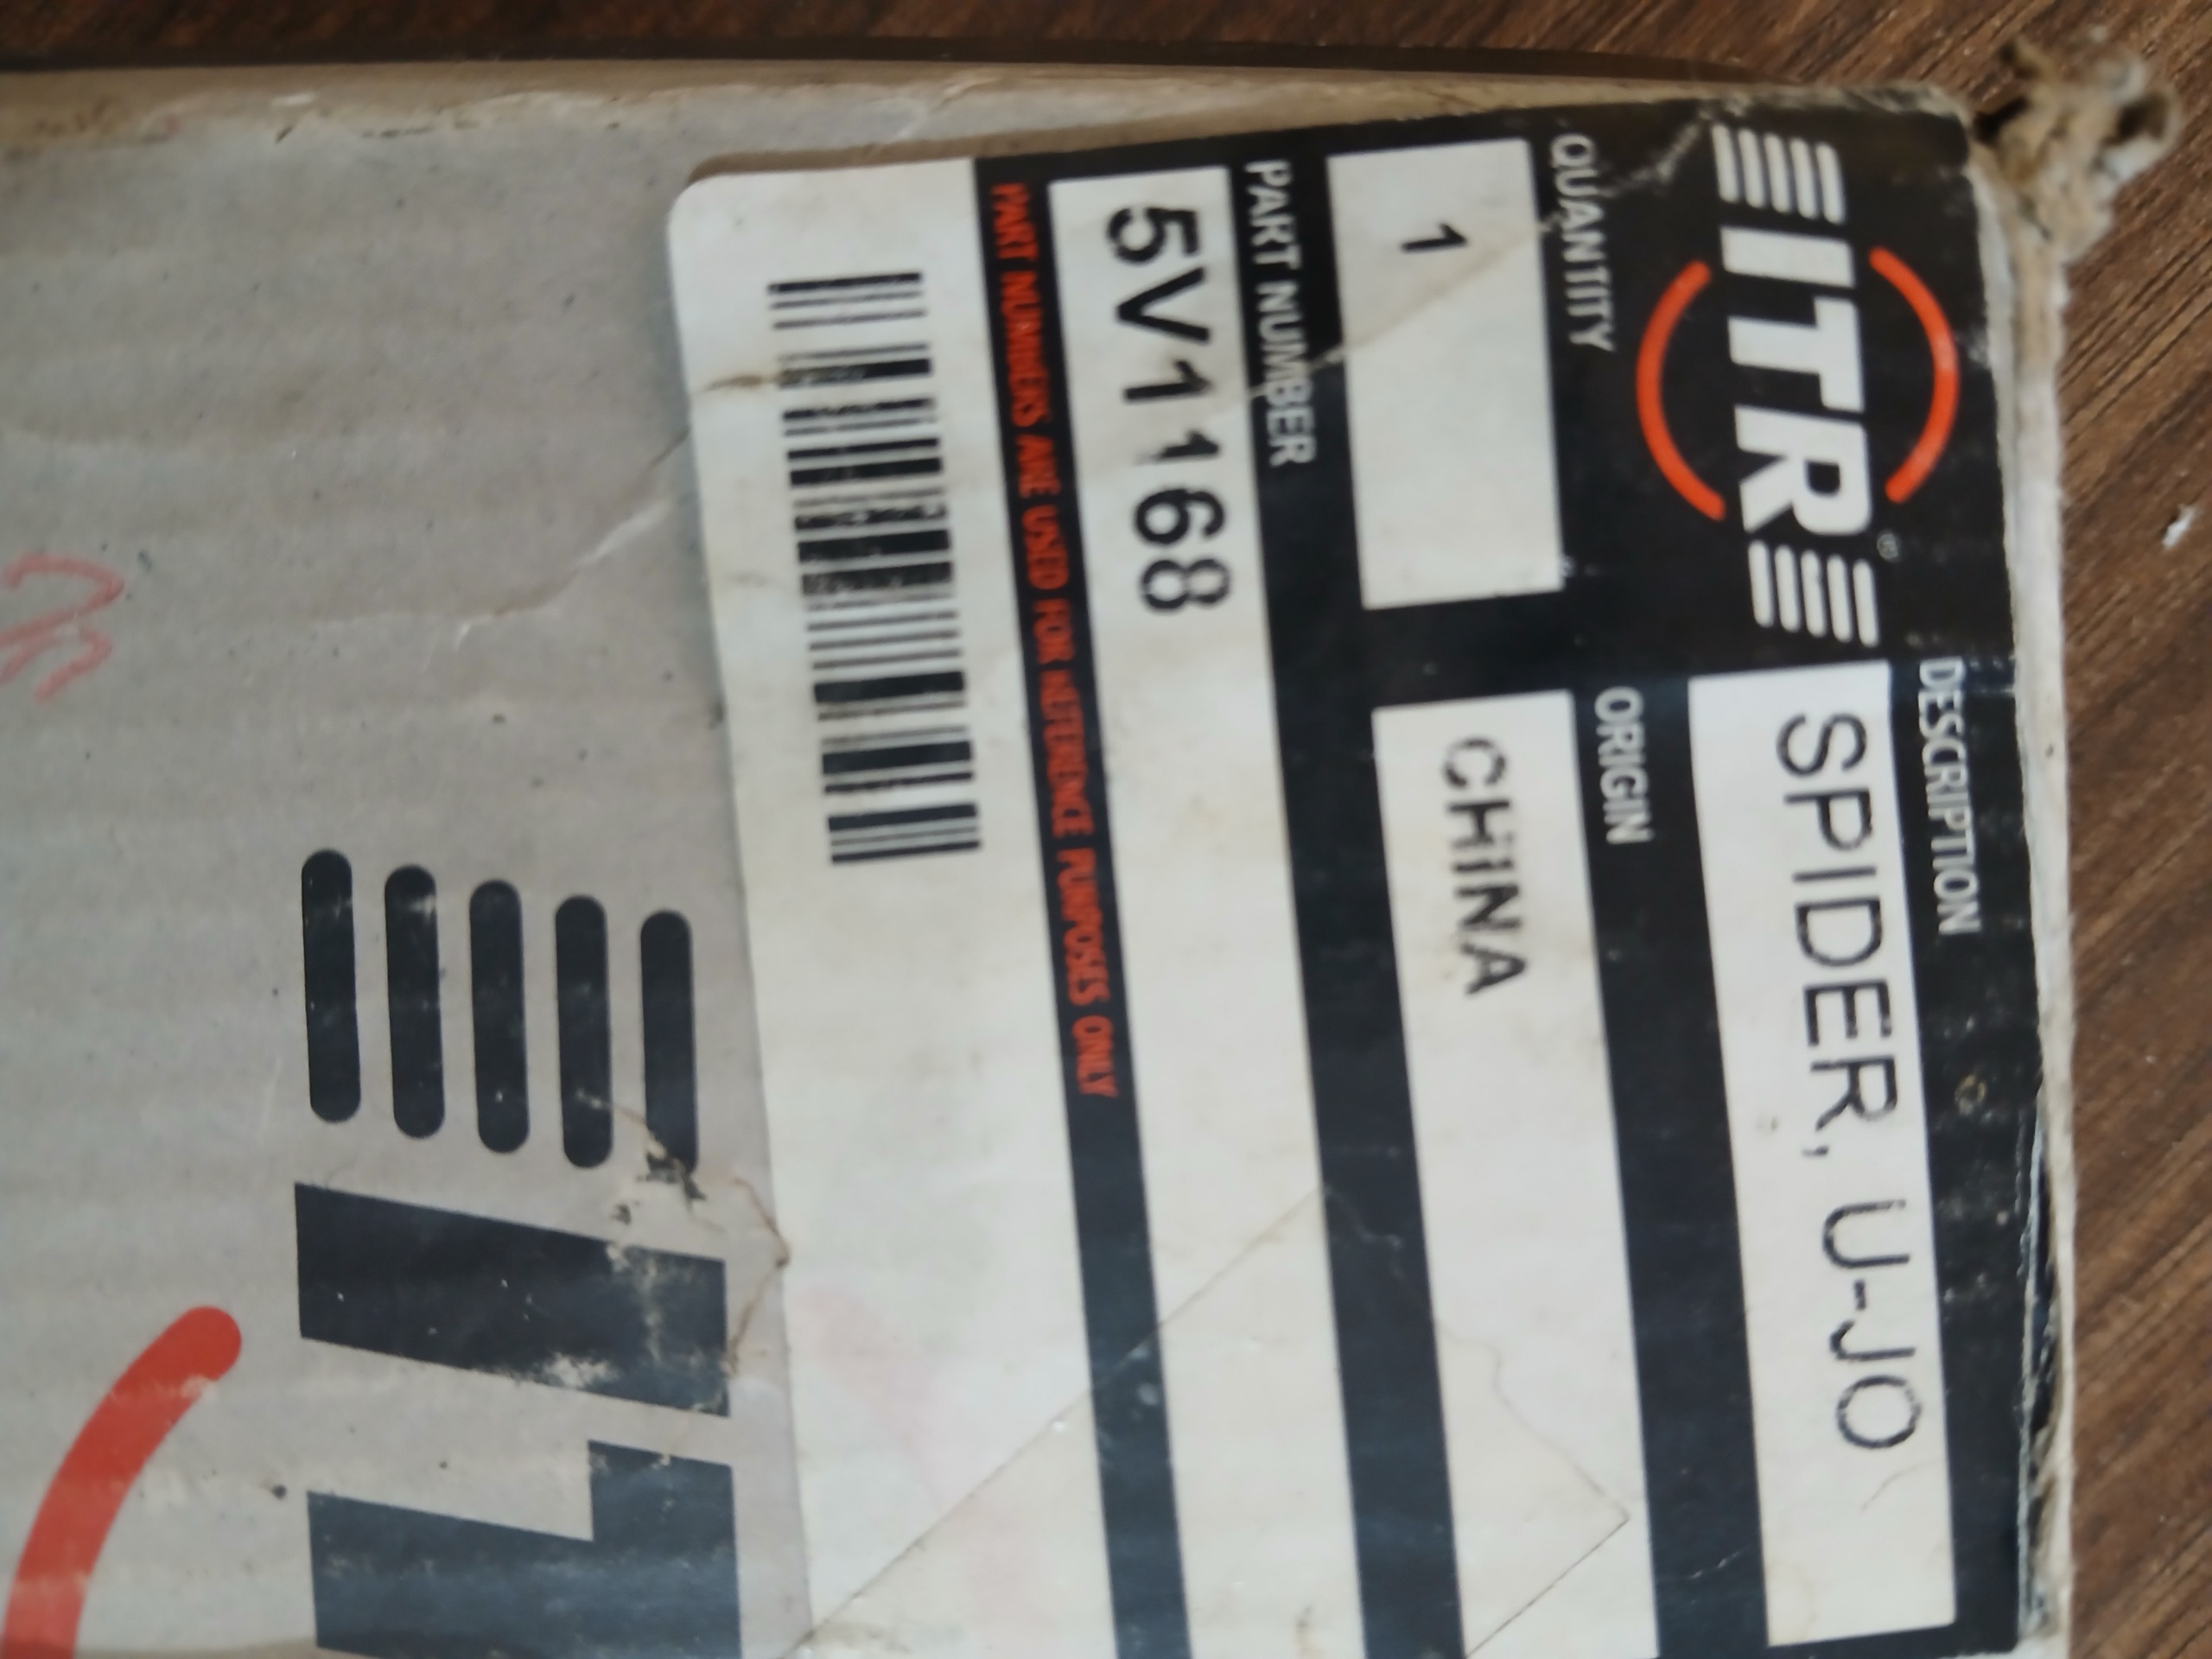 ITR®
DESCRIPTION
SPIDER, U-JO
QUANTITY
1
ORIGIN
CHINA
PART NUMBER
5V1168
PART NUMBERS ARE USED FOR REFERENCE PURPOSES ONLY